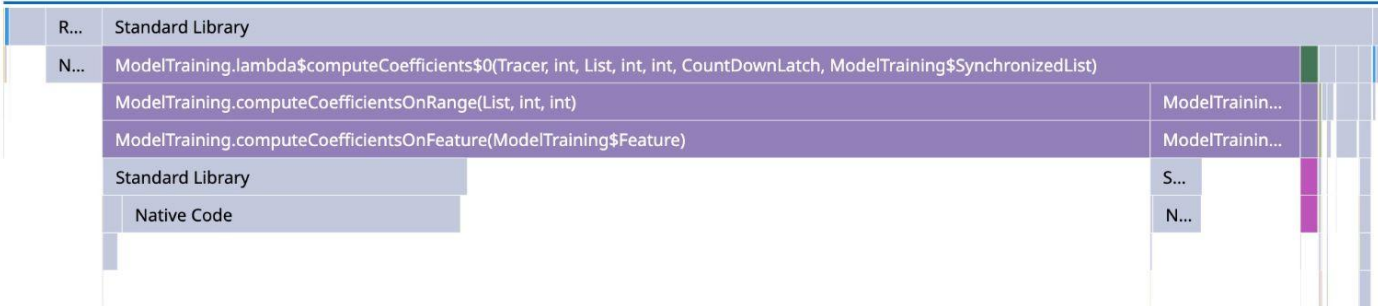 R... Standard Library
N... ModelTraining.lambda$computeCoefficients$0(Tracer, int, List, int, int, CountDownLatch, ModelTraining$SynchronizedList)
ModelTraining.computeCoefficientsOnRange(List, int, int) ModelTrainin...
ModelTraining.computeCoefficientsOnFeature(ModelTraining$Feature) ModelTrainin...
Standard Library S...
Native Code N...